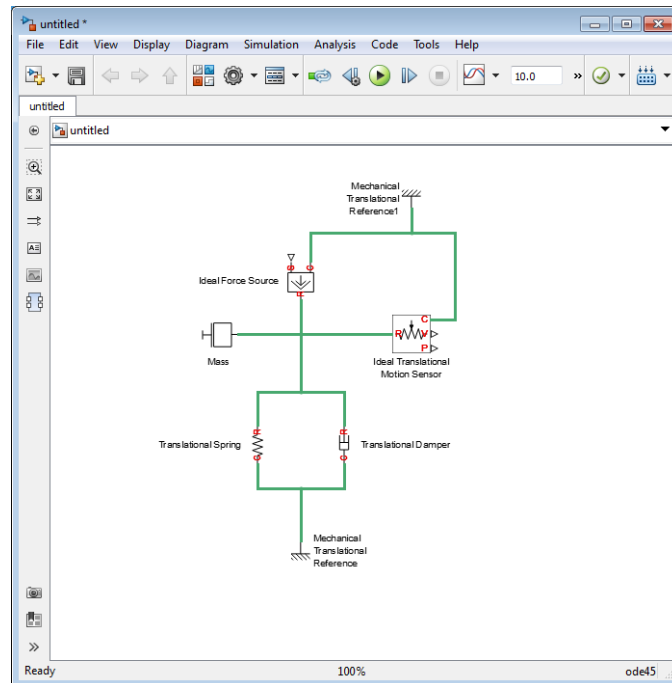 untitled *
File Edit View Display Diagram Simulation Analysis Code Tools Help
10.0 »
untitled
untitled
Mechanical
Translational
Reference1
S C
Ideal Force Source
R
C
R V
P
Mass
Ideal Translational
Motion Sensor
R R
Translational Spring Translational Damper
C C
Mechanical
Translational
Reference
Ready 100% ode45